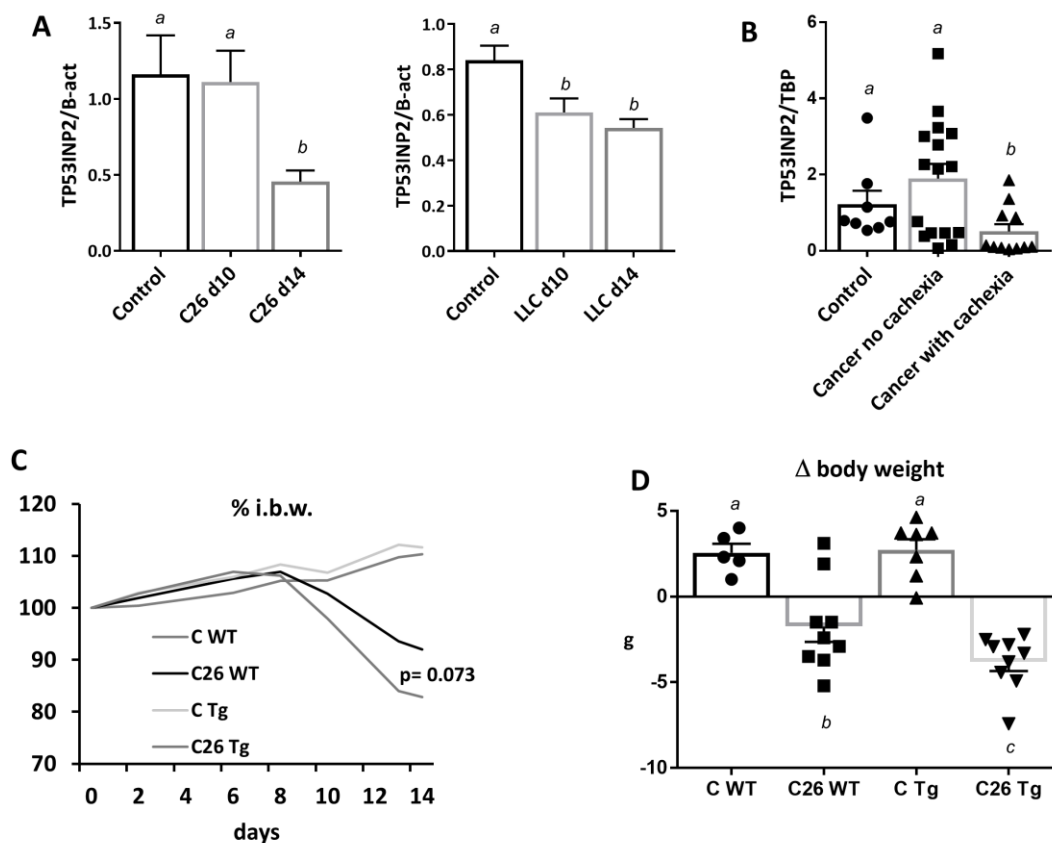 A
TP53INP2/B-act
1.5
1.0
0.5
0.0
a
a
b
Control
C26 d10
C26 d14
TP53INP2/B-act
1.0
0.8
0.6
0.4
0.2
0.0
a
b
b
Control
LLC d10
LLC d14
B
TP53INP2/TBP
6
4
2
0
a
a
b
Control
Cancer no cachexia
Cancer with cachexia
C
% i.b.w.
120
110
100
90
80
70
C WT
C26 WT
C Tg
C26 Tg
p= 0.073
0 2 4 6 8 10 12 14
days
D
Δ body weight
g
5
0
-5
-10
a
b
a
c
C WT C26 WT C Tg C26 Tg